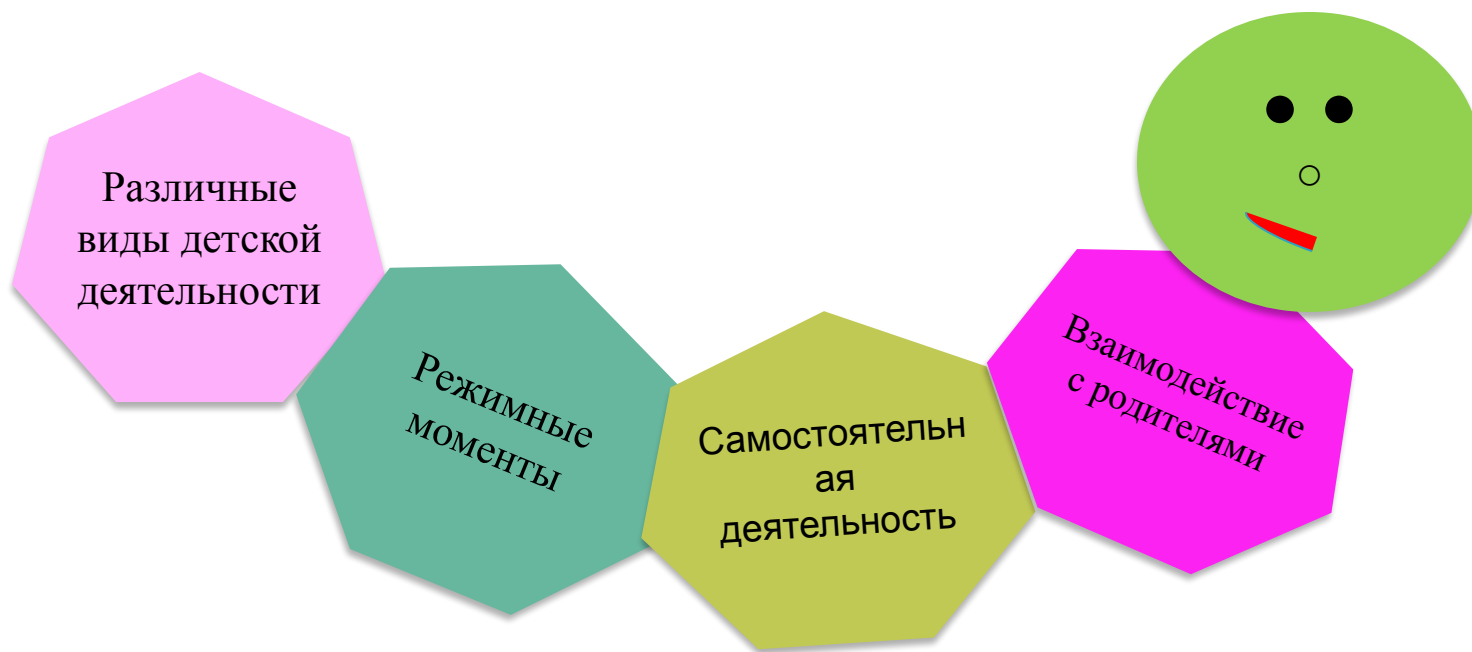 Различные
виды детской
деятельности
Режимные
моменты
Самостоятельн
ая
деятельность
Взаимодействие
с родителями